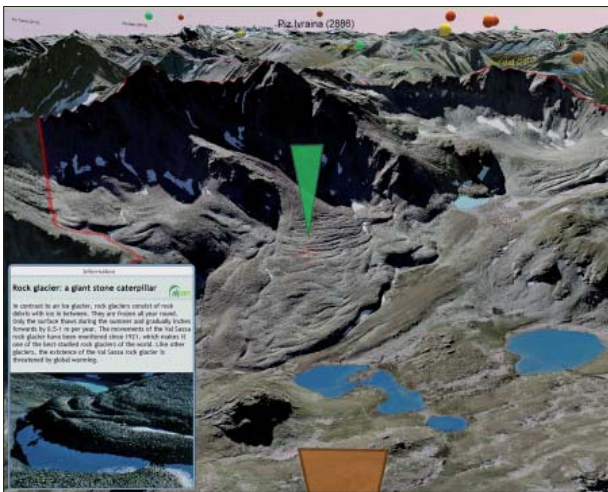 Piz Ivraina (2886)
Information
Rock glacier: a giant stone caterpillar
In contrast to an ice glacier, rock glaciers consist of rock
debris with ice in between. They are frozen all year round.
Only the surface thaws during the summer and gradually inches
forwards by 0,5-1 m per year. The movements of the Val Sassa
rock glacier have been monitored since 1921, which makes it
one of the best studied rock glaciers of the world. Like other
glaciers, the existence of the Val Sassa rock glacier is
threatened by global warming.